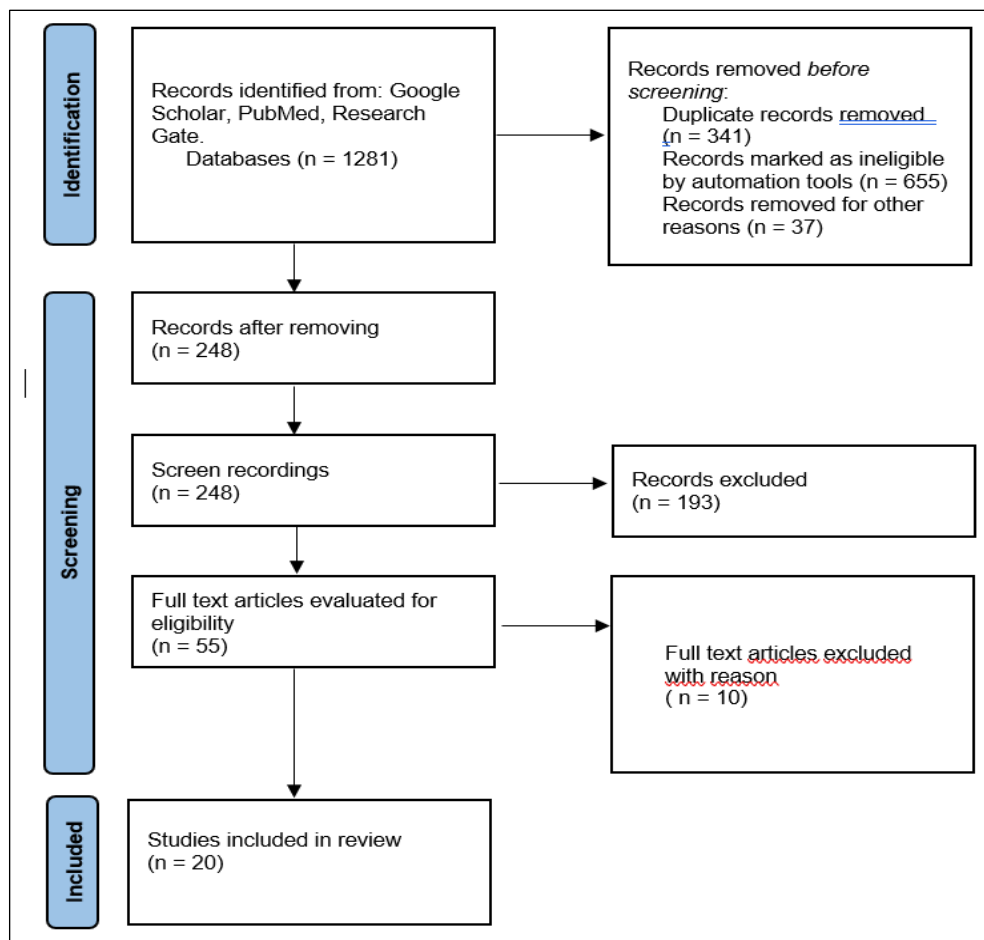 Identification
Records identified from: Google
Scholar, PubMed, Research
Gate.
Databases (n = 1281)
Records removed before
screening:
Duplicate records removed
(n = 341)
Records marked as ineligible
by automation tools (n = 655)
Records removed for other
reasons (n = 37)
Screening
Records after removing
(n = 248)
Screen recordings
(n = 248)
Records excluded
(n = 193)
Full text articles evaluated for
eligibility
(n = 55)
Full text articles excluded
with reason
( n = 10)
Included
Studies included in review
(n = 20)